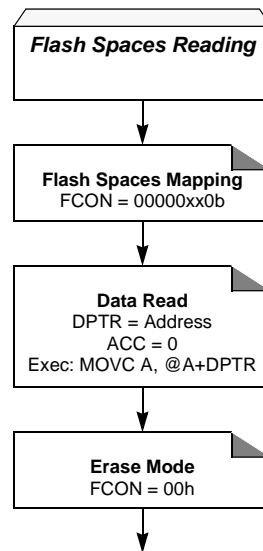 Flash Spaces Reading
Flash Spaces Mapping
FCON = 00000xx0b
Data Read
DPTR = Address
ACC = 0
Exec: MOVC A, @A+DPTR
Erase Mode
FCON = 00h